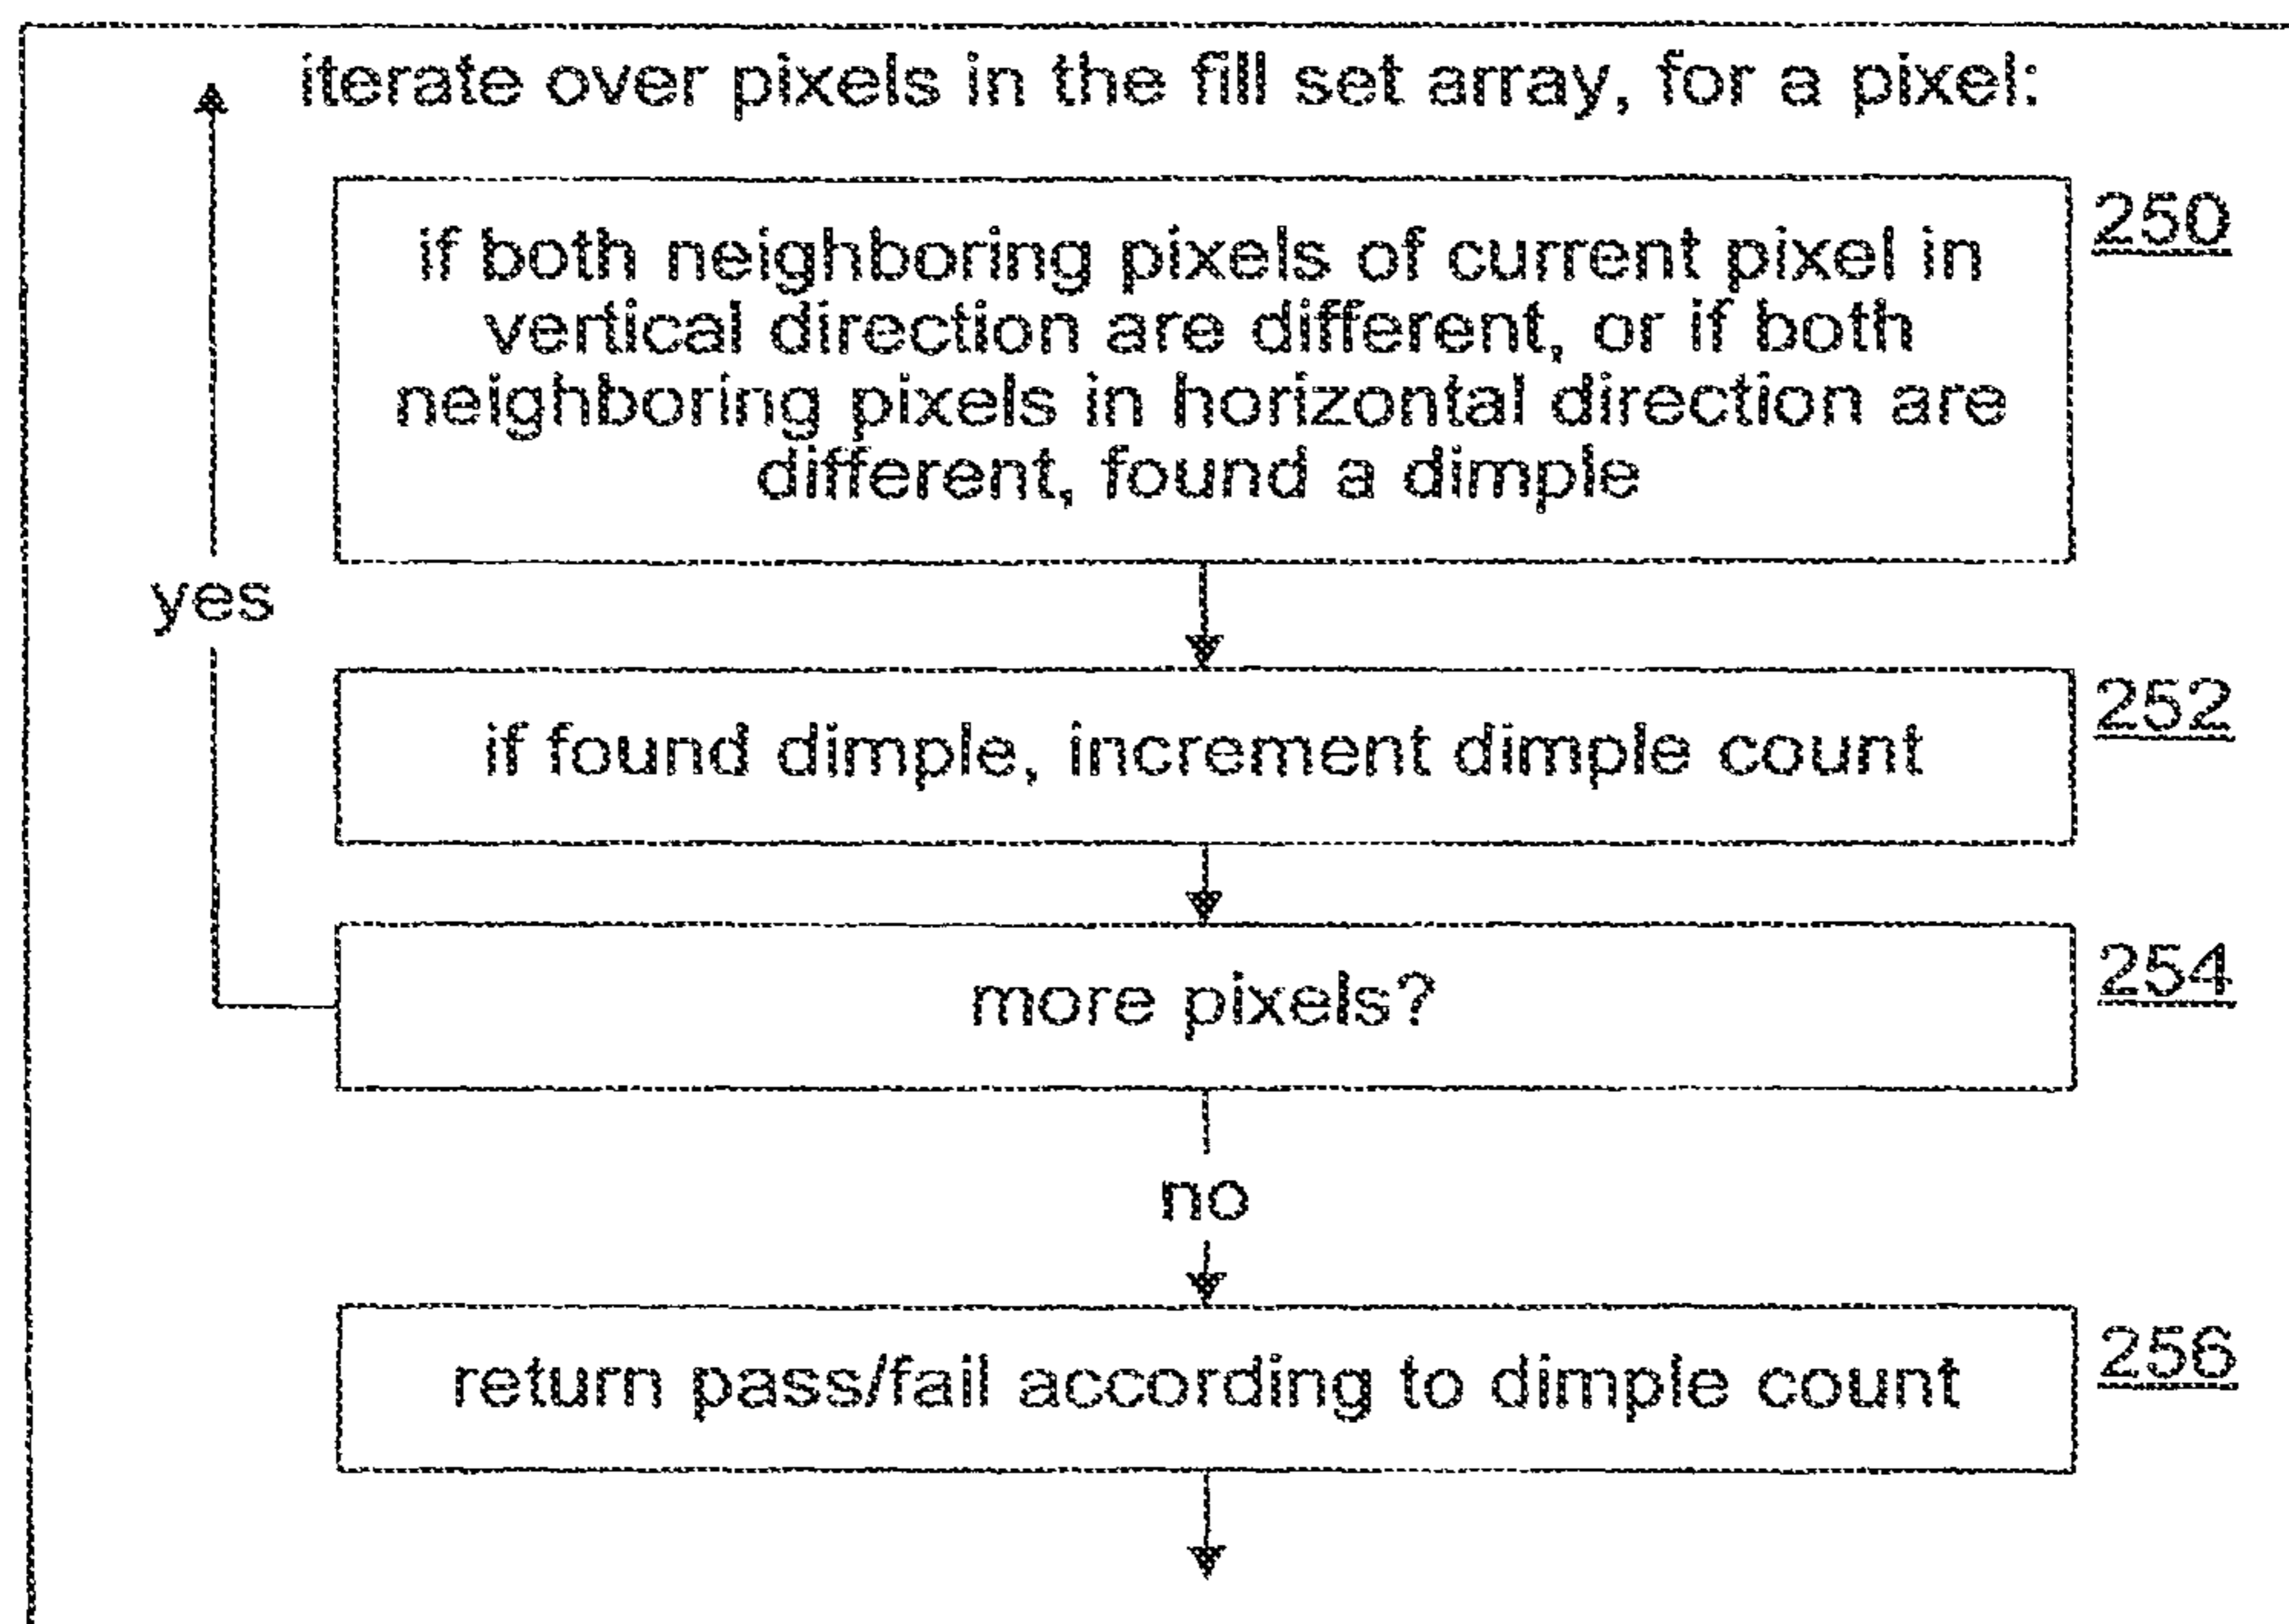 iterate over pixels in the fill set array, for a pixel:
250
if both neighboring pixels of current pixel in
vertical direction are different, or if both
neighboring pixels in horizontal direction are
different, found a dimple
yes
252
if found dimple, increment dimple count
254
more pixels?
no
256
return pass/fail according to dimple count